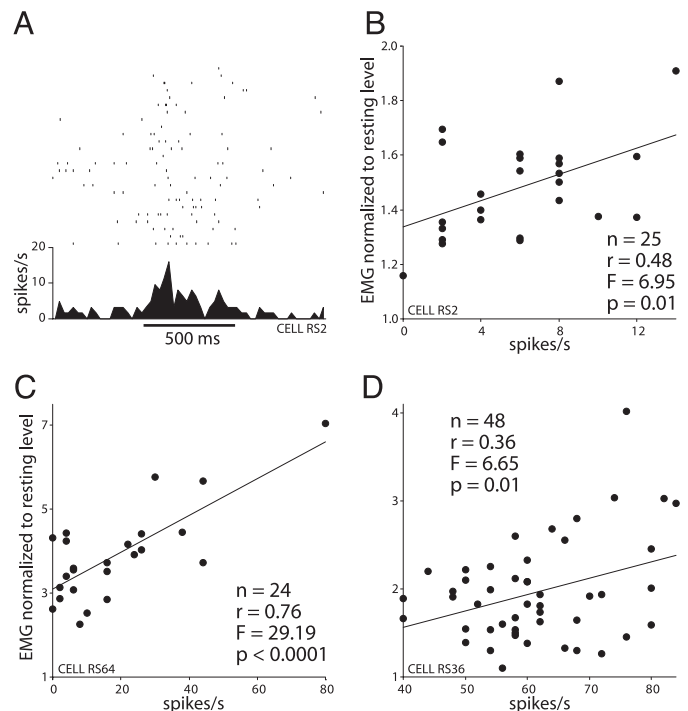 A
20
10
0
spikes/s
CELL RS2
500 ms
B
2.0
1.8
1.6
1.4
1.2
1.0
EMG normalized to resting level
n = 25
r = 0.48
F = 6.95
p = 0.01
CELL RS2
0 4 8 12
spikes/s
C
7
5
3
1
EMG normalized to resting level
n = 24
r = 0.76
F = 29.19
p < 0.0001
CELL RS64
0 20 40 60 80
spikes/s
D
4
3
2
1
n = 48
r = 0.36
F = 6.65
p = 0.01
CELL RS36
40 50 60 70 80
spikes/s